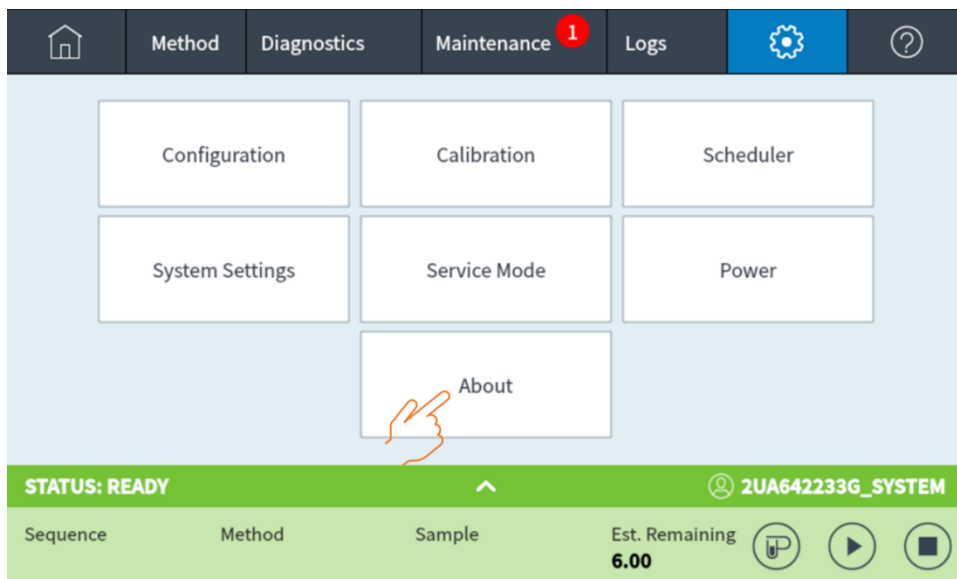 Method Diagnostics Maintenance 1 Logs ?
Configuration Calibration Scheduler
System Settings Service Mode Power
About
STATUS: READY 2UA642233G_SYSTEM
Sequence Method Sample Est. Remaining
6.00